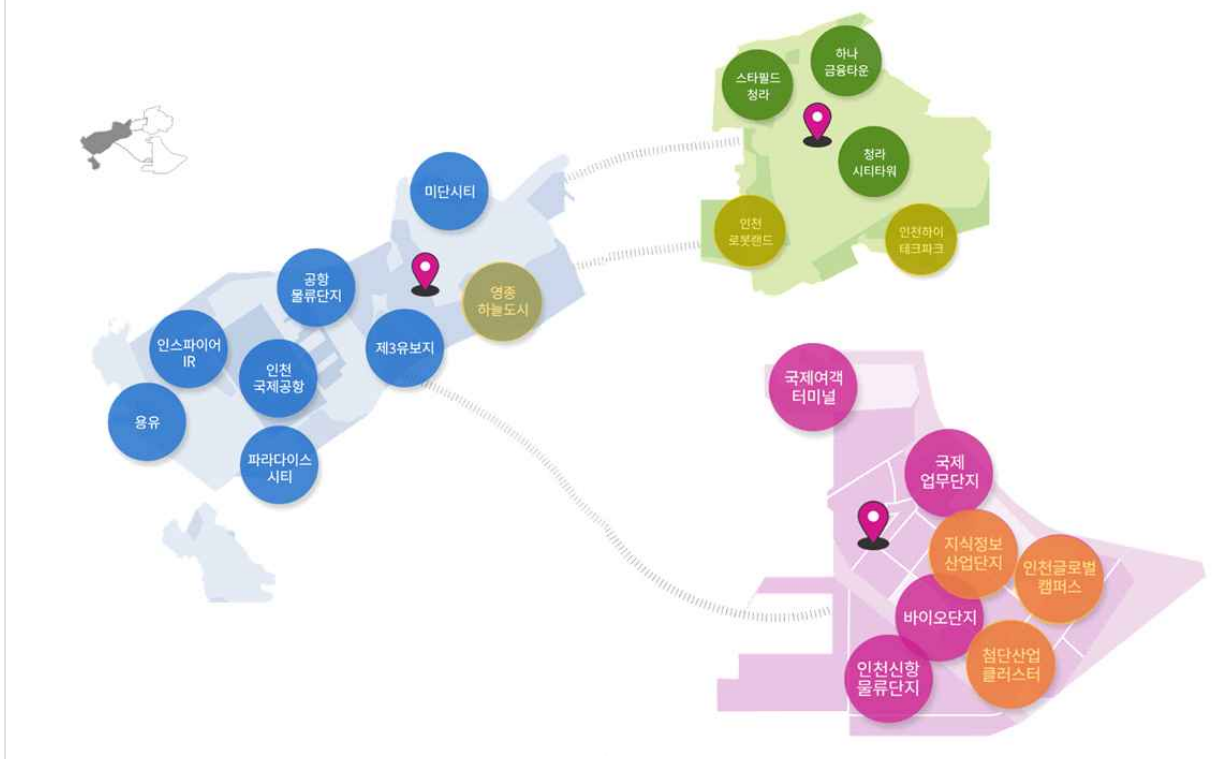 하나
금융타운
스타필드
청라
청라
시티타워
인천
로봇랜드
인천하이
테크파크
미단시티
공항
물류단지
영종
하늘도시
인스파이어
IR
인천
국제공항
제3유보지
용유
파라다이스
시티
국제여객
터미널
국제
업무단지
지식정보
산업단지
인천글로벌
캠퍼스
바이오단지
첨단산업
클러스터
인천신항
물류단지